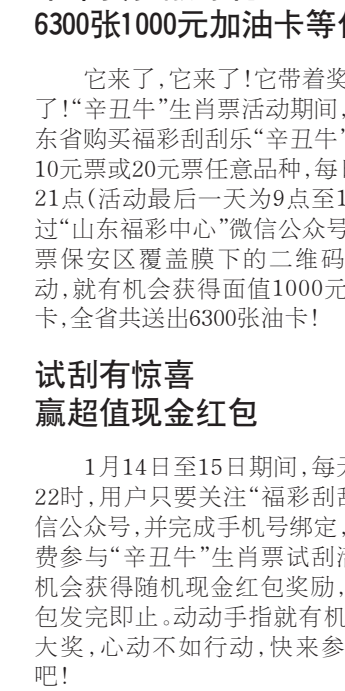 6300张1000元加油卡等
它来了,它来了!它带着奖
了!“辛丑牛”生肖票活动期间,
东省购买福彩刮刮乐“辛丑牛”
10元票或20元票任意品种,每
21点(活动最后一天为9点至1
过“山东福彩中心”微信公众号
票保安区覆盖膜下的二维码
动,就有机会获得面值1000元
卡,全省共送出6300张油卡!
试刮有惊喜
赢超值现金红包
1月14日至15日期间,每天
22时,用户只要关注“福彩刮刮
信公众号,并完成手机号绑定,
费参与“辛丑牛”生肖票试刮活
机会获得随机现金红包奖励,
包发完即止。动动手指就有机
大奖,心动不如行动,快来参
吧!